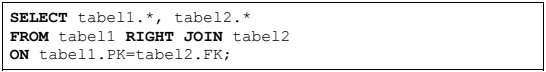 SELECT tabel1.*, tabel2.*
FROM tabel1 RIGHT JOIN tabel2
ON tabel1.PK=tabel2.FK;